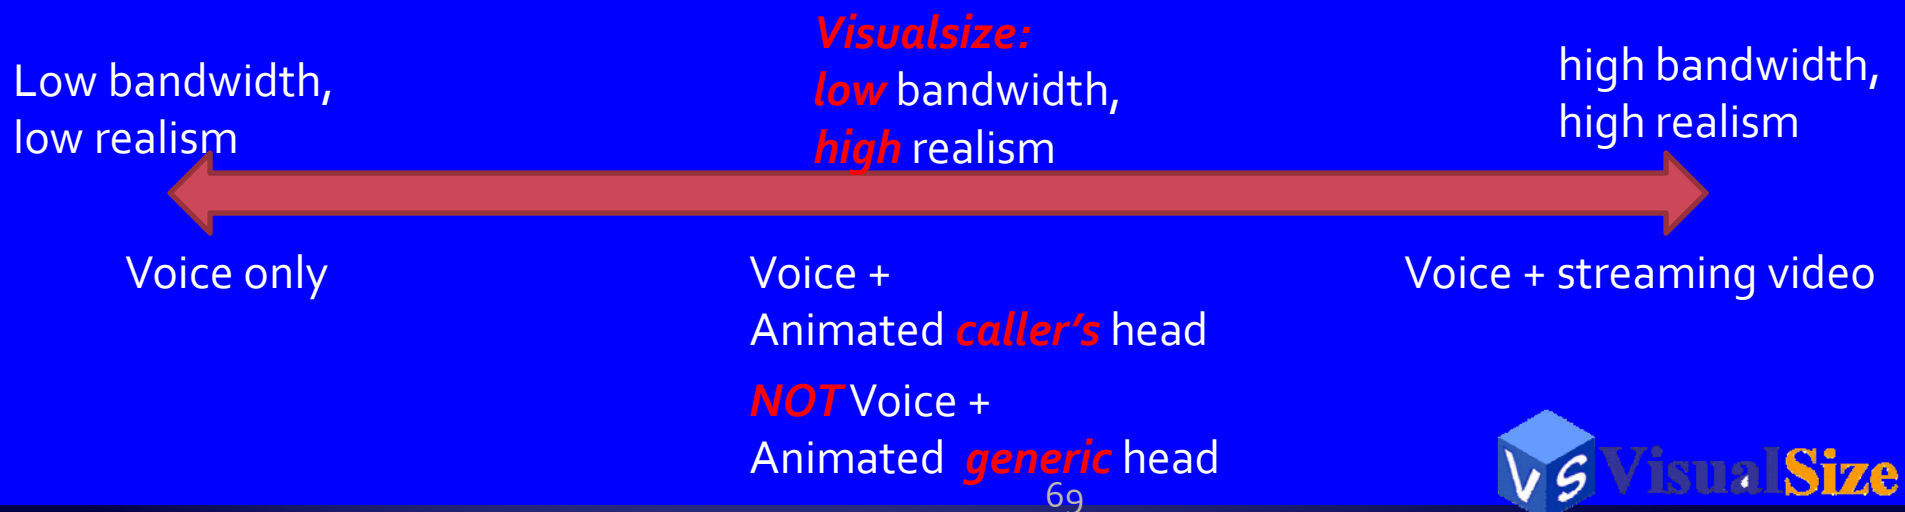 Low bandwidth,
low realism
Visualsize:
low bandwidth,
high realism
high bandwidth,
high realism
Voice only
Voice +
Animated caller's head
NOT Voice +
Animated generic head
Voice + streaming video
69
VS VisualSize